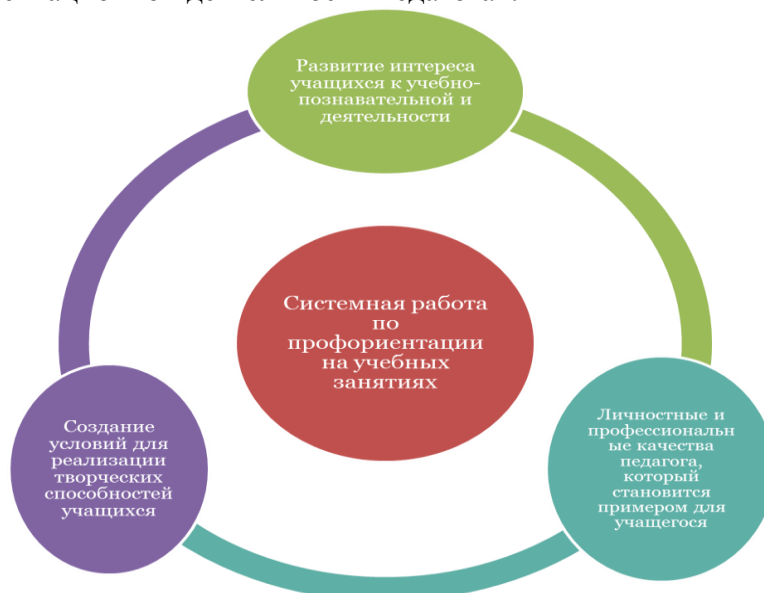 Развитие интереса
учащихся к учебно-
познавательной и
деятельности
Системная работа
по
профориентации
на учебных
занятиях
Создание
условий для
реализации
творческих
способностей
учащихся
Личностные и
профессиональн
ые качества
педагога,
который
становится
примером для
учащегося